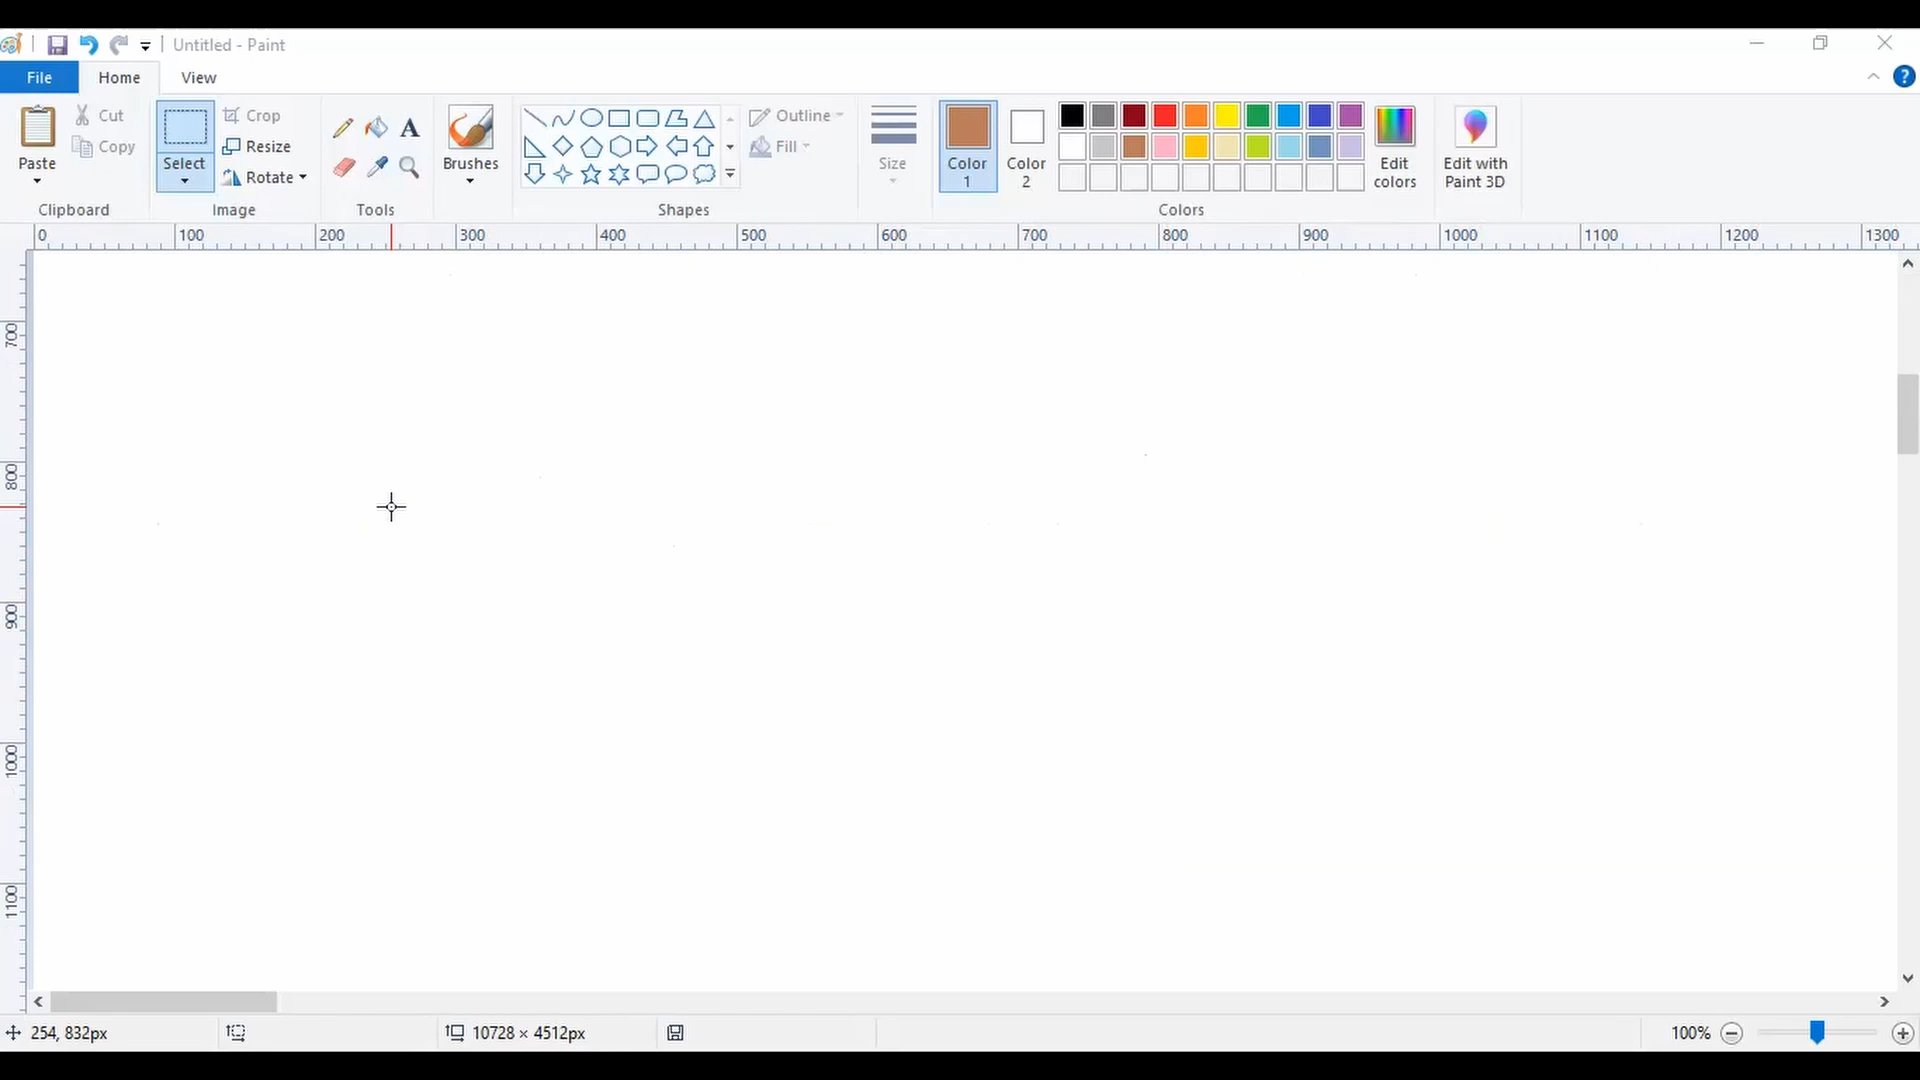 Untitled - Paint
File Home View
Paste Cut Copy Select Crop Resize Rotate A Brushes Outline Fill Size Color 1 Color 2 Edit colors Edit with Paint 3D
Clipboard Image Tools Shapes Colors
0 100 200 300 400 500 600 700 800 900 1000 1100 1200 1300
700
800
900
1000
1100
254, 832px 10728 × 4512px 100%